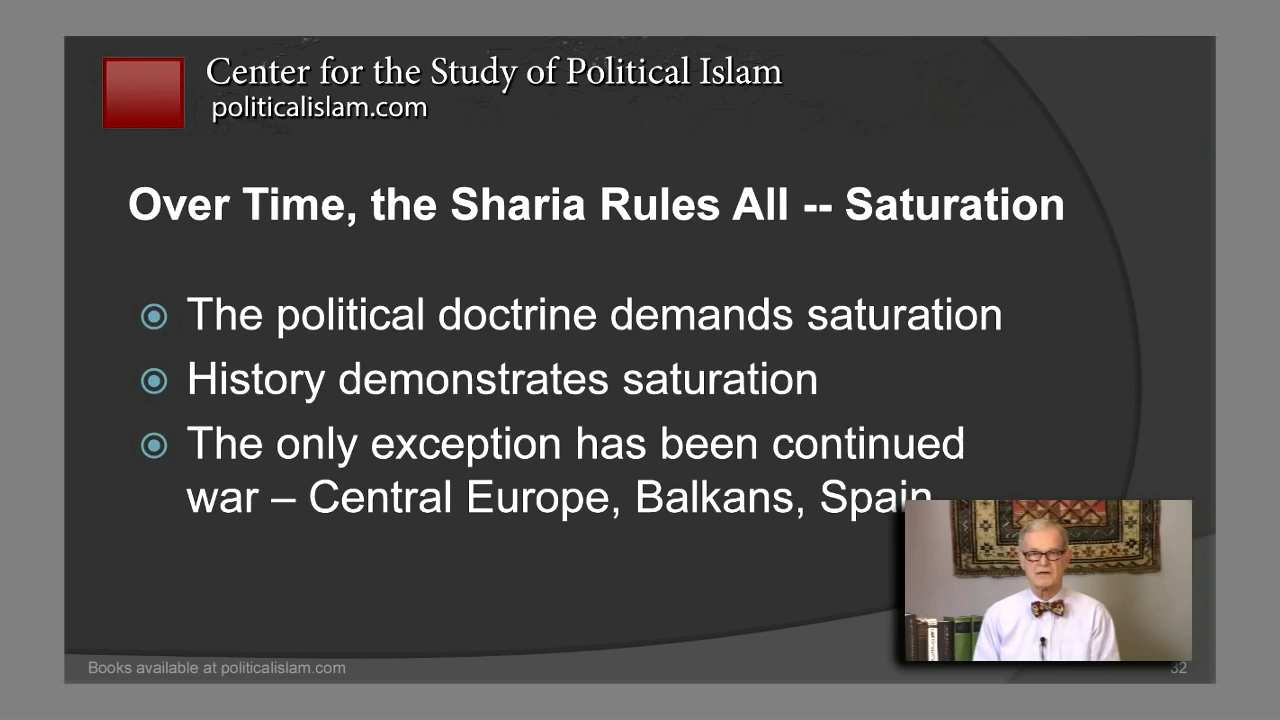 Center for the Study of Political Islam
politicalislam.com
Over Time, the Sharia Rules All -- Saturation
The political doctrine demands saturation
History demonstrates saturation
The only exception has been continued
war – Central Europe, Balkans, Spain
Books available at politicalislam.com
32